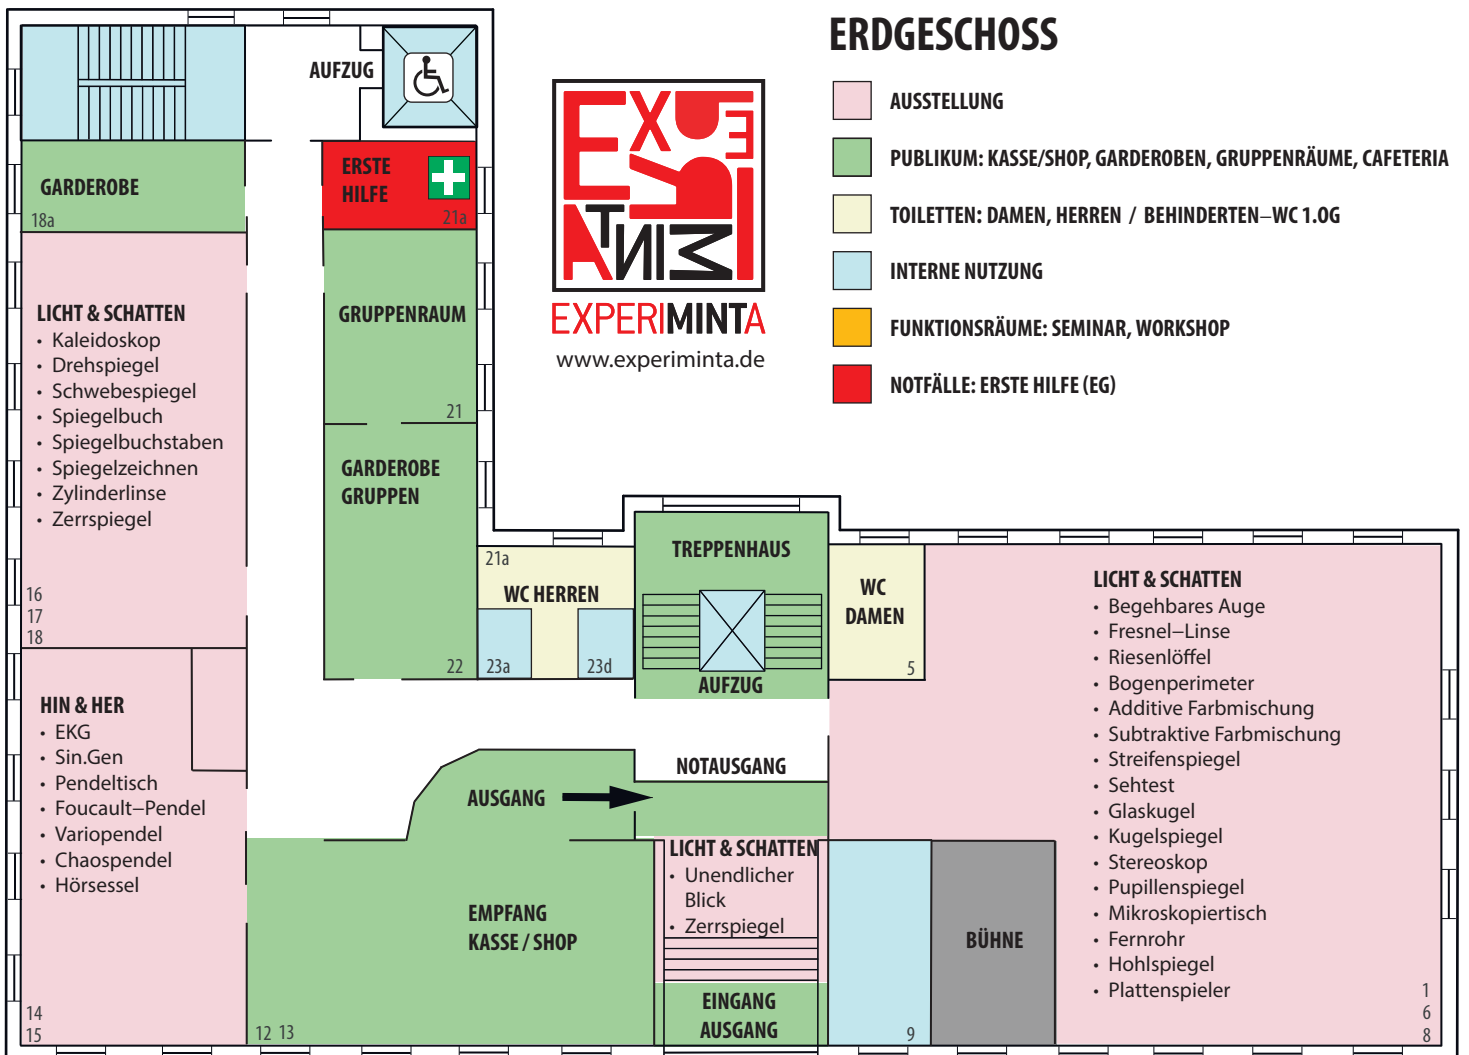 ERDGESCHOSS
AUSSTELLUNG
PUBLIKUM: KASSE/SHOP, GARDEROBEN, GRUPPENRÄUME, CAFETERIA
TOILETTEN: DAMEN, HERREN / BEHINDERTEN–WC 1.OG
INTERNE NUTZUNG
FUNKTIONSRÄUME: SEMINAR, WORKSHOP
NOTFÄLLE: ERSTE HILFE (EG)
EXPERIMINTA
EXPERIMINTA
www.experiminta.de
AUFZUG
GARDEROBE
18a
ERSTE
HILFE
21a
LICHT & SCHATTEN
• Kaleidoskop
• Drehspiegel
• Schwebespiegel
• Spiegelbuch
• Spiegelbuchstaben
• Spiegelzeichnen
• Zylinderlinse
• Zerrspiegel
16
17
18
GRUPPENRAUM
21
GARDEROBE
GRUPPEN
22
HIN & HER
• EKG
• Sin.Gen
• Pendeltisch
• Foucault–Pendel
• Variopendel
• Chaospendel
• Hörsessel
14
15
21a
WC HERREN
23a
23d
TREPPENHAUS
AUFZUG
WC
DAMEN
5
NOTAUSGANG
AUSGANG
EMPFANG
KASSE / SHOP
12 13
LICHT & SCHATTEN
• Unendlicher
Blick
• Zerrspiegel
EINGANG
AUSGANG
9
BÜHNE
LICHT & SCHATTEN
• Begehbares Auge
• Fresnel–Linse
• Riesenlöffel
• Bogenperimeter
• Additive Farbmischung
• Subtraktive Farbmischung
• Streifenspiegel
• Sehtest
• Glaskugel
• Kugelspiegel
• Stereoskop
• Pupillenspiegel
• Mikroskopiertisch
• Fernrohr
• Hohlspiegel
• Plattenspieler
1
6
8